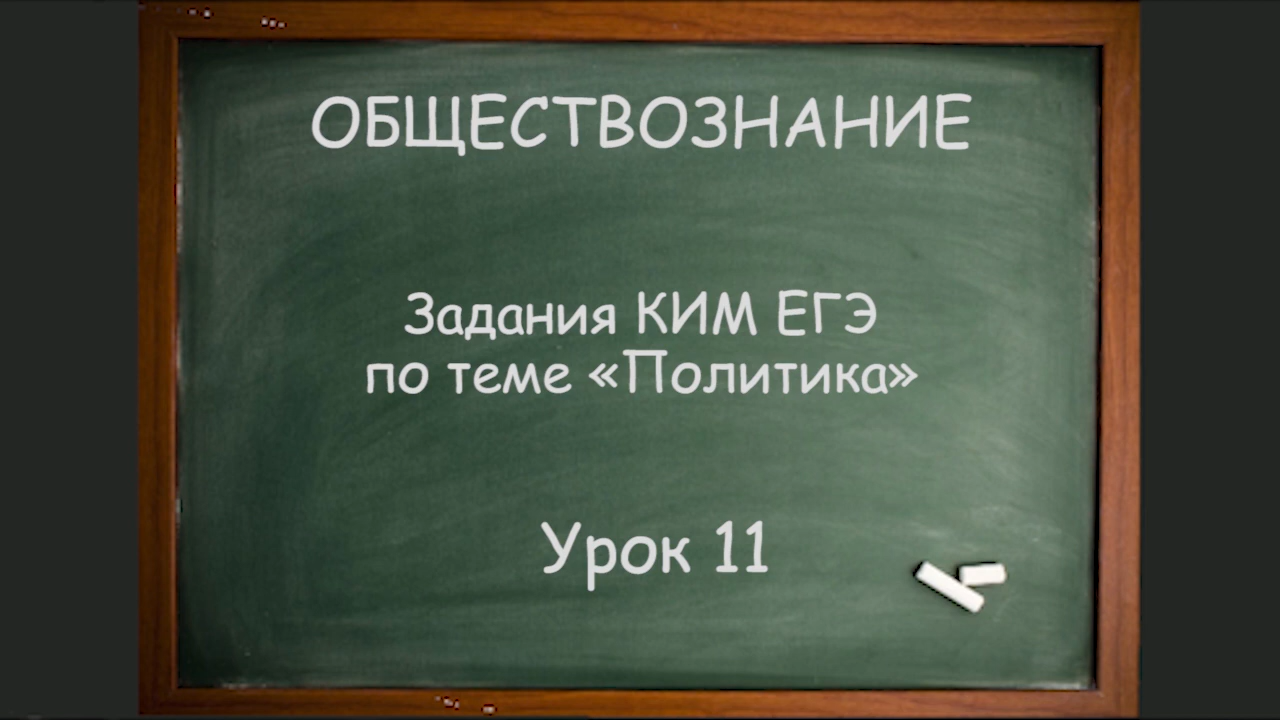 ОБЩЕСТВОЗНАНИЕ
Задания КИМ ЕГЭ
по теме «Политика»
Урок 11